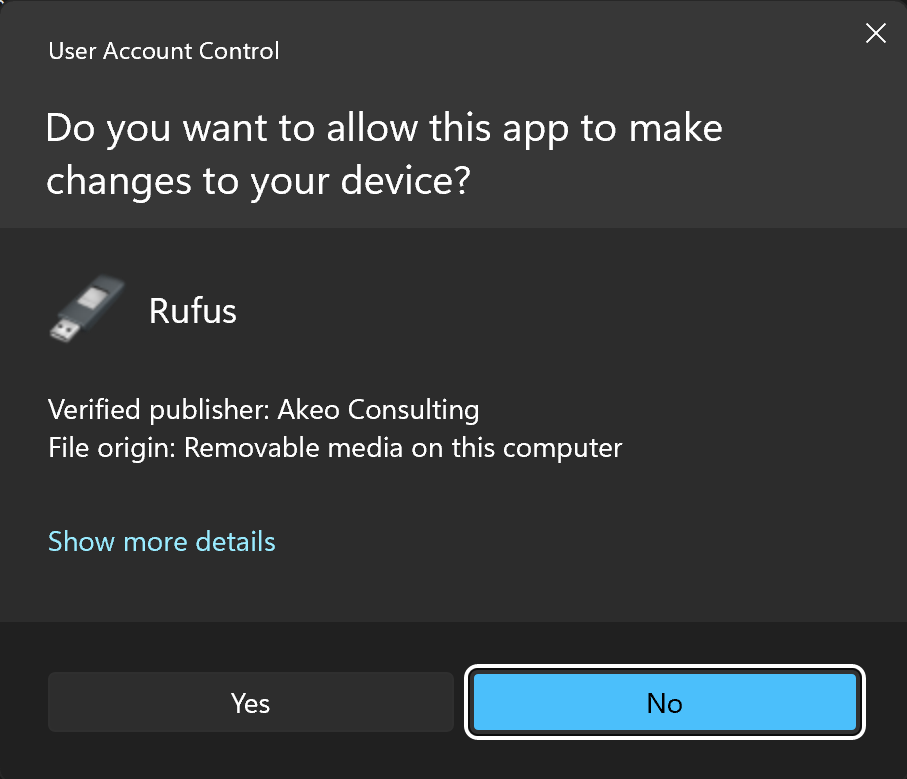 User Account Control
Do you want to allow this app to make
changes to your device?
Rufus
Verified publisher: Akeo Consulting
File origin: Removable media on this computer
Show more details
Yes
No